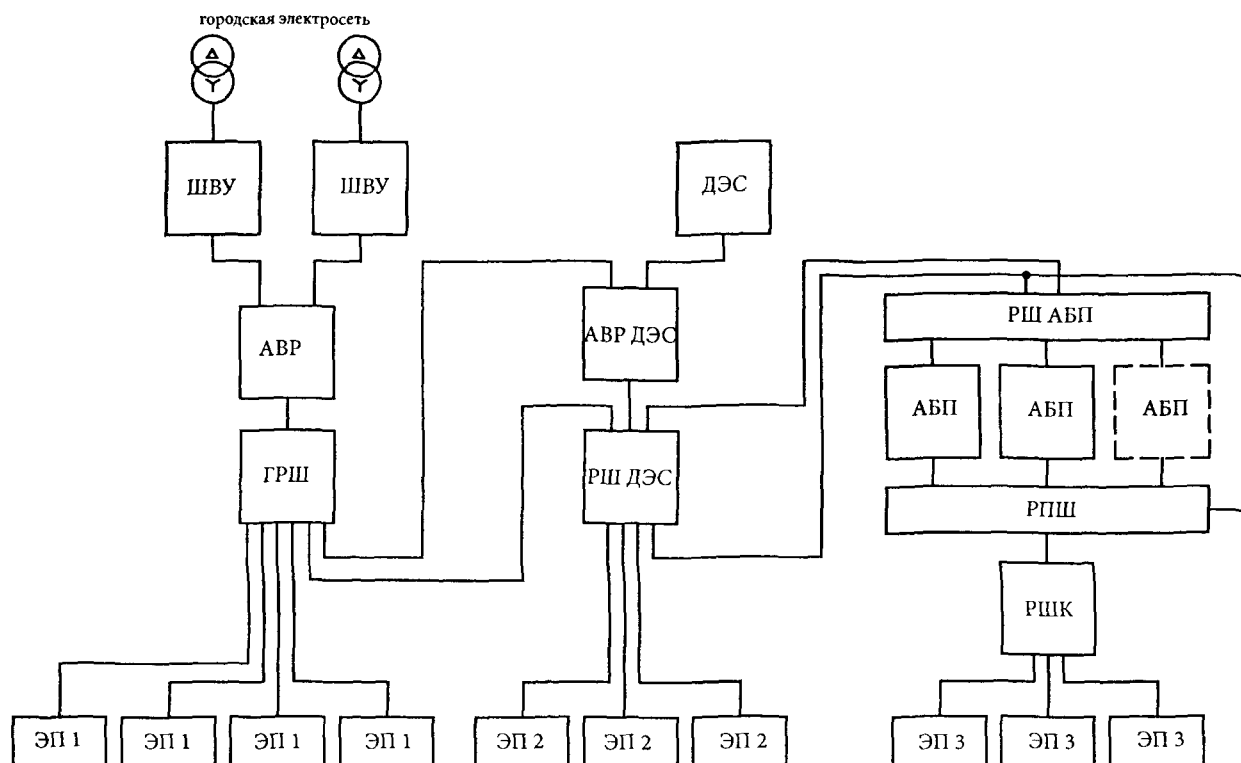 городская электросеть
ШВУ ШВУ ДЭС
АВР АВР ДЭС РШ АБП
АБП АБП АБП
ГРШ РШ ДЭС РПШ
РШК
ЭП 1 ЭП 1 ЭП 1 ЭП 1 ЭП 2 ЭП 2 ЭП 2 ЭП 3 ЭП 3 ЭП 3